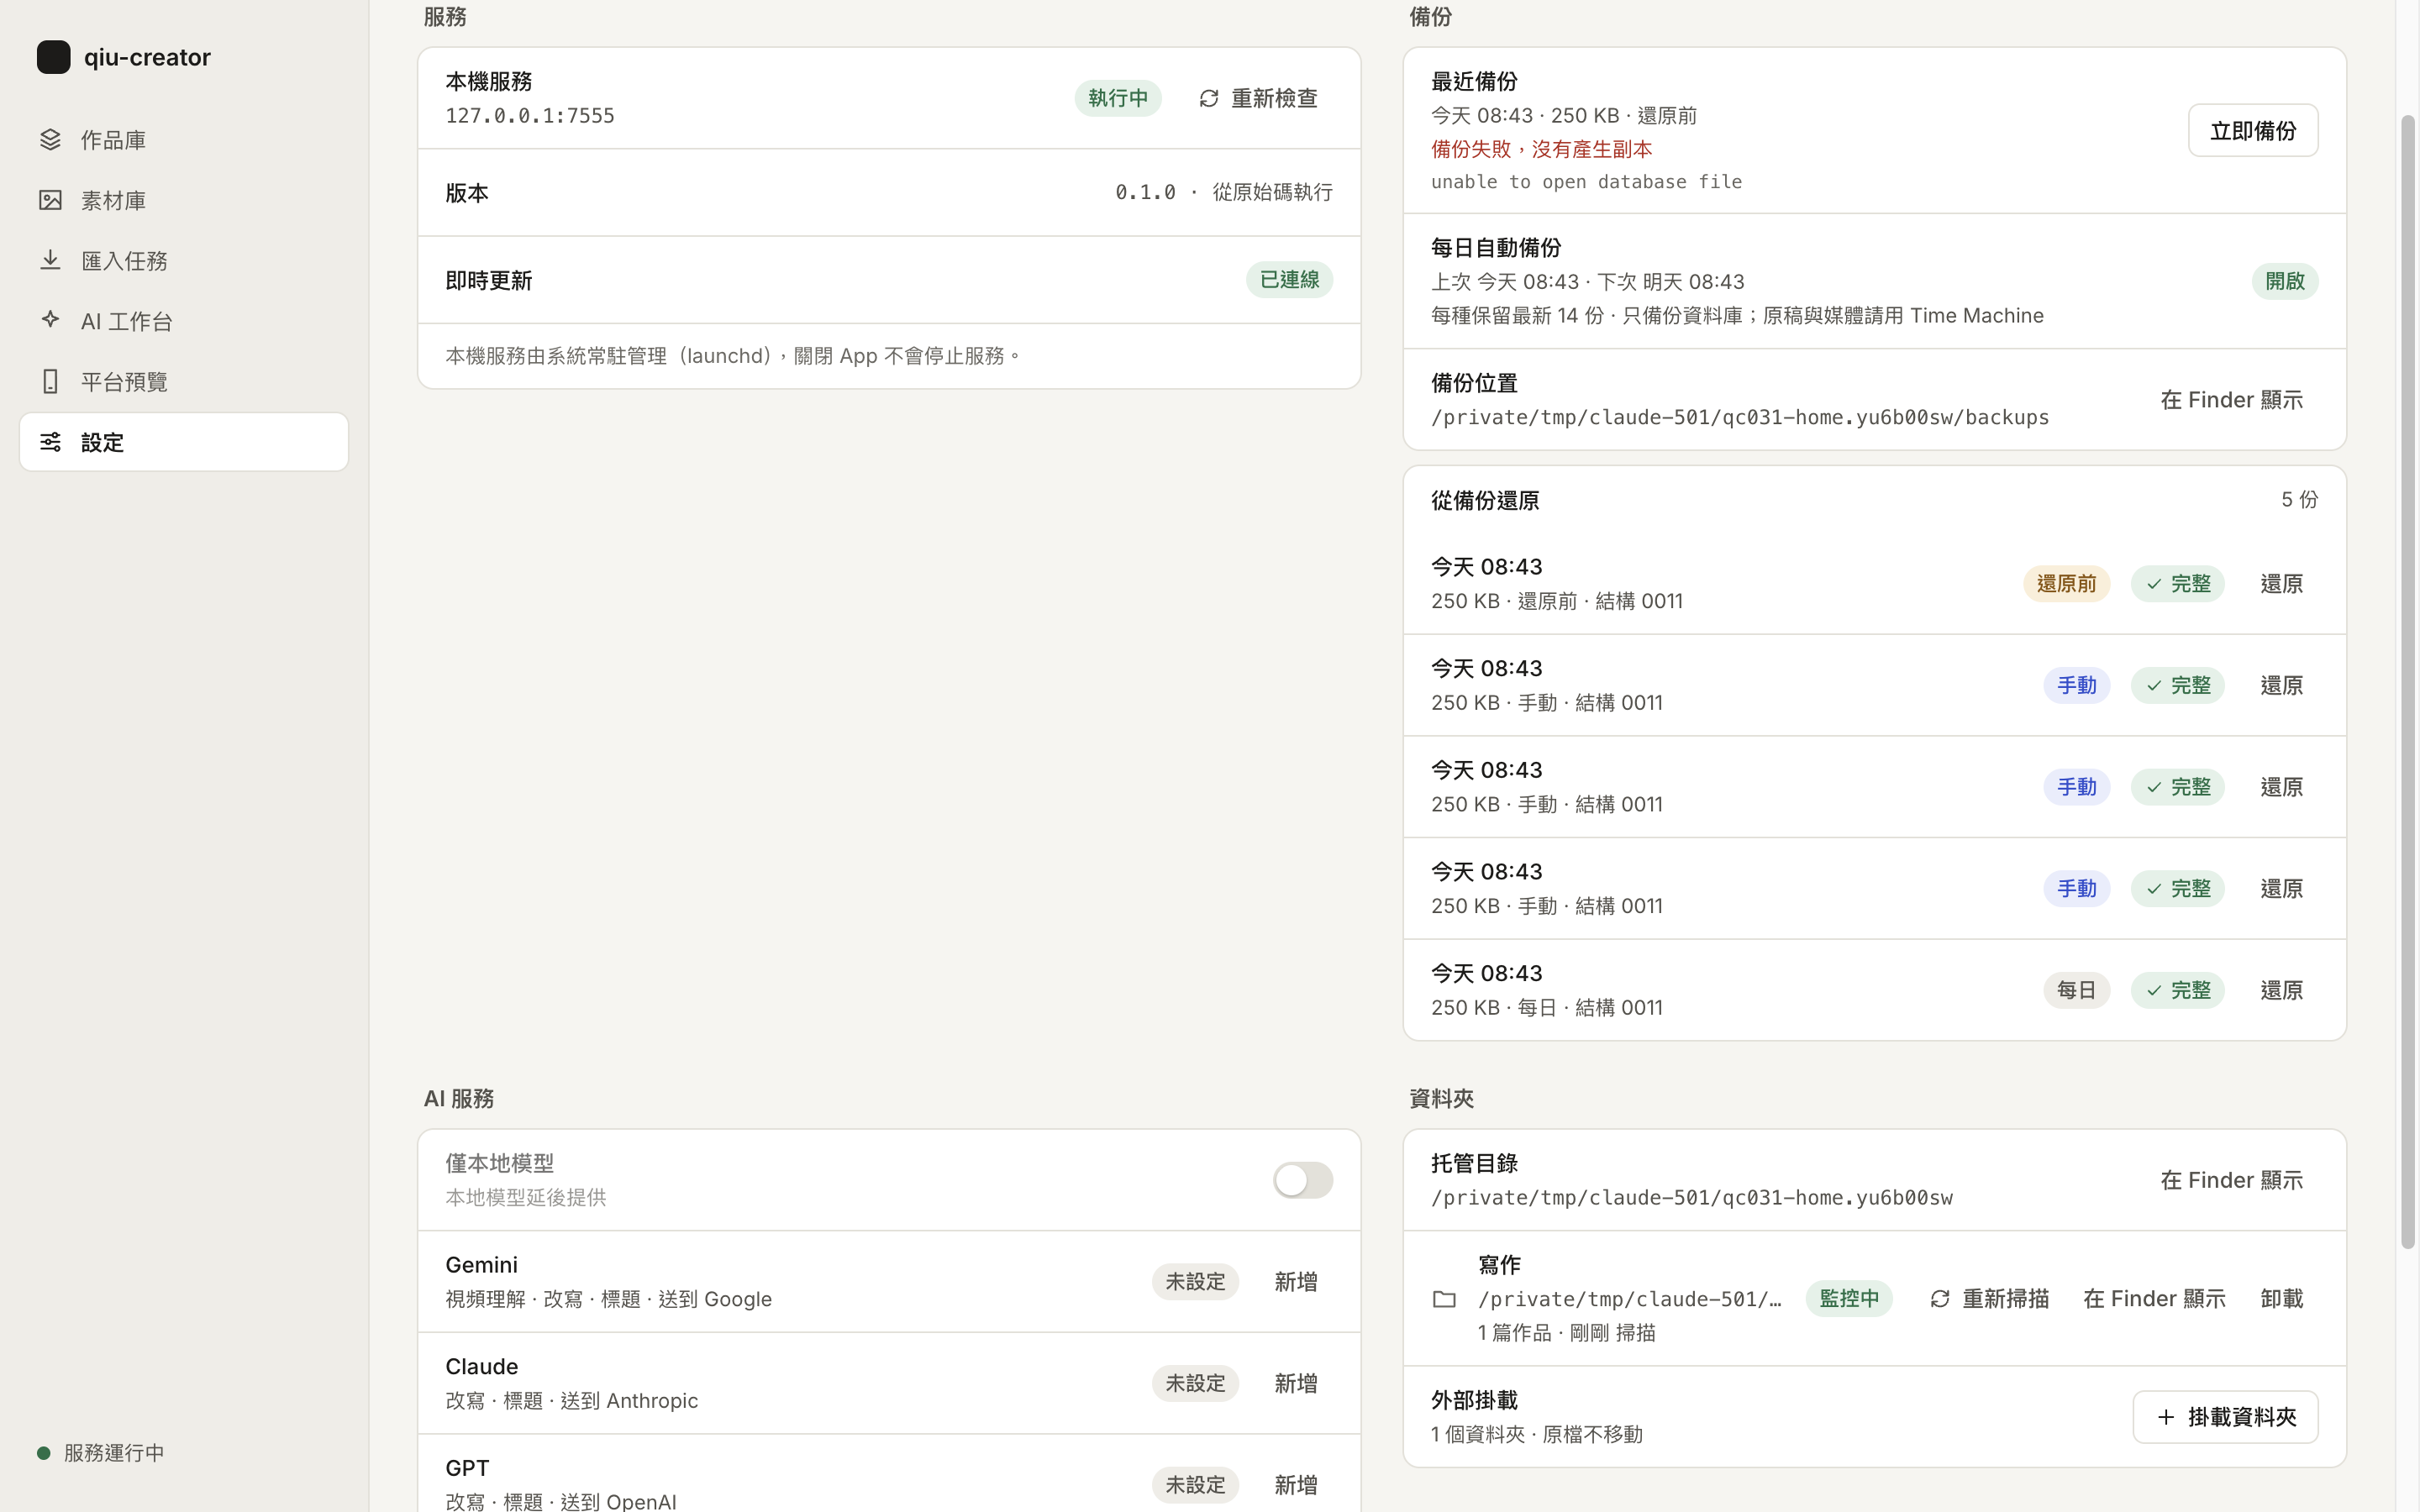 qiu-creator
作品庫
素材庫
匯入任務
AI 工作台
平台預覽
設定
服務運行中
服務
本機服務
127.0.0.1:7555
執行中
重新檢查
版本
0.1.0 · 從原始碼執行
即時更新
已連線
本機服務由系統常駐管理（launchd），關閉 App 不會停止服務。
備份
最近備份
今天 08:43 · 250 KB · 還原前
備份失敗，沒有產生副本
unable to open database file
立即備份
每日自動備份
上次 今天 08:43 · 下次 明天 08:43
每種保留最新 14 份 · 只備份資料庫；原稿與媒體請用 Time Machine
開啟
備份位置
/private/tmp/claude-501/qc031-home.yu6b00sw/backups
在 Finder 顯示
從備份還原
5 份
今天 08:43
250 KB · 還原前 · 結構 0011
還原前
完整
還原
今天 08:43
250 KB · 手動 · 結構 0011
手動
完整
還原
今天 08:43
250 KB · 手動 · 結構 0011
手動
完整
還原
今天 08:43
250 KB · 手動 · 結構 0011
手動
完整
還原
今天 08:43
250 KB · 每日 · 結構 0011
每日
完整
還原
AI 服務
僅本地模型
本地模型延後提供
Gemini
視頻理解 · 改寫 · 標題 · 送到 Google
未設定
新增
Claude
改寫 · 標題 · 送到 Anthropic
未設定
新增
GPT
改寫 · 標題 · 送到 OpenAI
未設定
新增
資料夾
托管目錄
/private/tmp/claude-501/qc031-home.yu6b00sw
在 Finder 顯示
寫作
/private/tmp/claude-501/…
1 篇作品 · 剛剛 掃描
監控中
重新掃描
在 Finder 顯示
卸載
外部掛載
1 個資料夾 · 原檔不移動
掛載資料夾